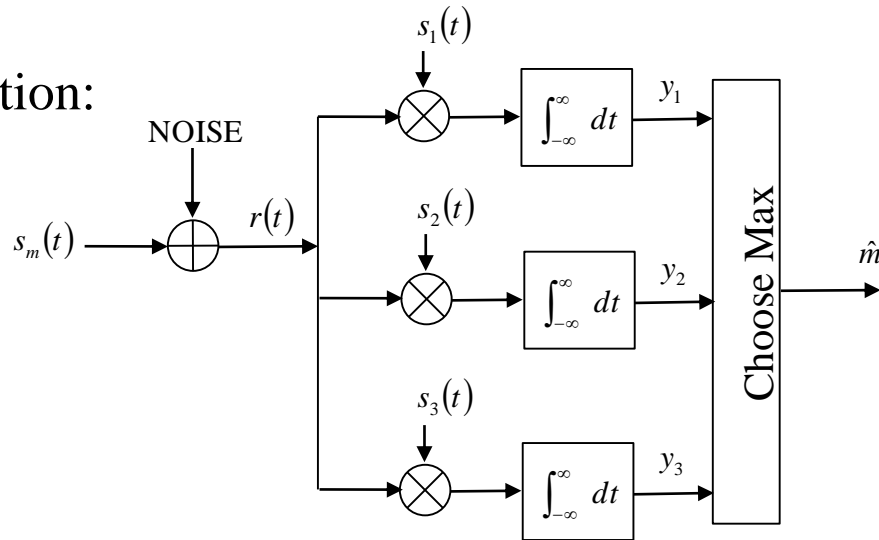 tion:
NOISE
s_m(t)
r(t)
s_1(t)
∫_{-∞}^{∞} dt
y_1
s_2(t)
∫_{-∞}^{∞} dt
y_2
s_3(t)
∫_{-∞}^{∞} dt
y_3
Choose Max
m̂